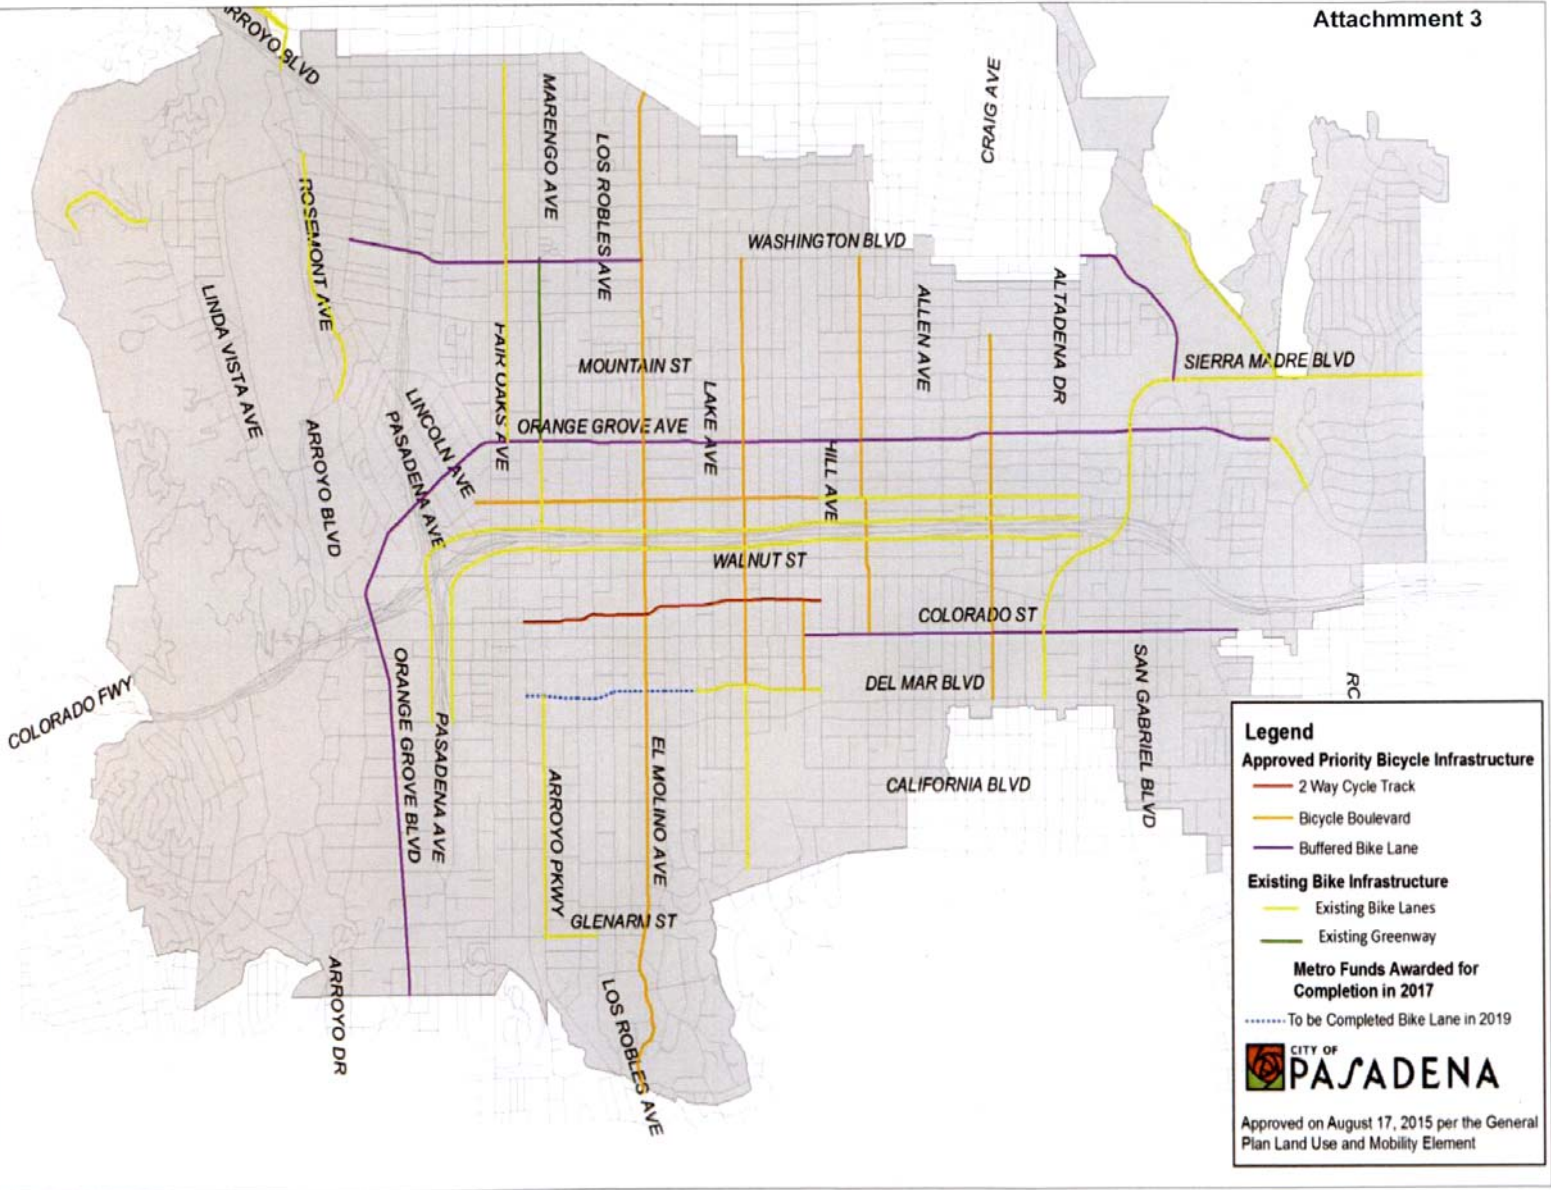 Attachmment 3
ARROYO BLVD
MARENGO AVE
LOS ROBLES AVE
CRAIG AVE
ROSEMONT AVE
WASHINGTON BLVD
LINDA VISTA AVE
FAIR OAKS AVE
ALLEN AVE
ALTADENA DR
MOUNTAIN ST
SIERRA MADRE BLVD
LAKE AVE
LINCOLN AVE
PASADENA AVE
ORANGE GROVE AVE
ARROYO BLVD
HILL AVE
WALNUT ST
COLORADO ST
ORANGE GROVE BLVD
DEL MAR BLVD
SAN GABRIEL BLVD
COLORADO FWY
PASADENA AVE
RC
EL MOLINO AVE
ARROYO PKWY
CALIFORNIA BLVD
GLENARM ST
ARROYO DR
LOS ROBLES AVE
Legend
Approved Priority Bicycle Infrastructure
2 Way Cycle Track
Bicycle Boulevard
Buffered Bike Lane
Existing Bike Infrastructure
Existing Bike Lanes
Existing Greenway
Metro Funds Awarded for
Completion in 2017
To be Completed Bike Lane in 2019
CITY OF
PASADENA
Approved on August 17, 2015 per the General
Plan Land Use and Mobility Element